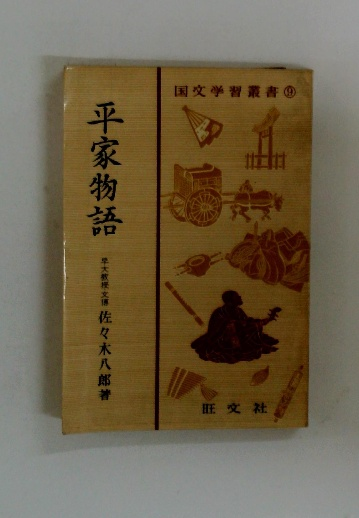 国文学習叢書⑨
平家物語
早大教授・文博 佐々木八郎著
旺文社